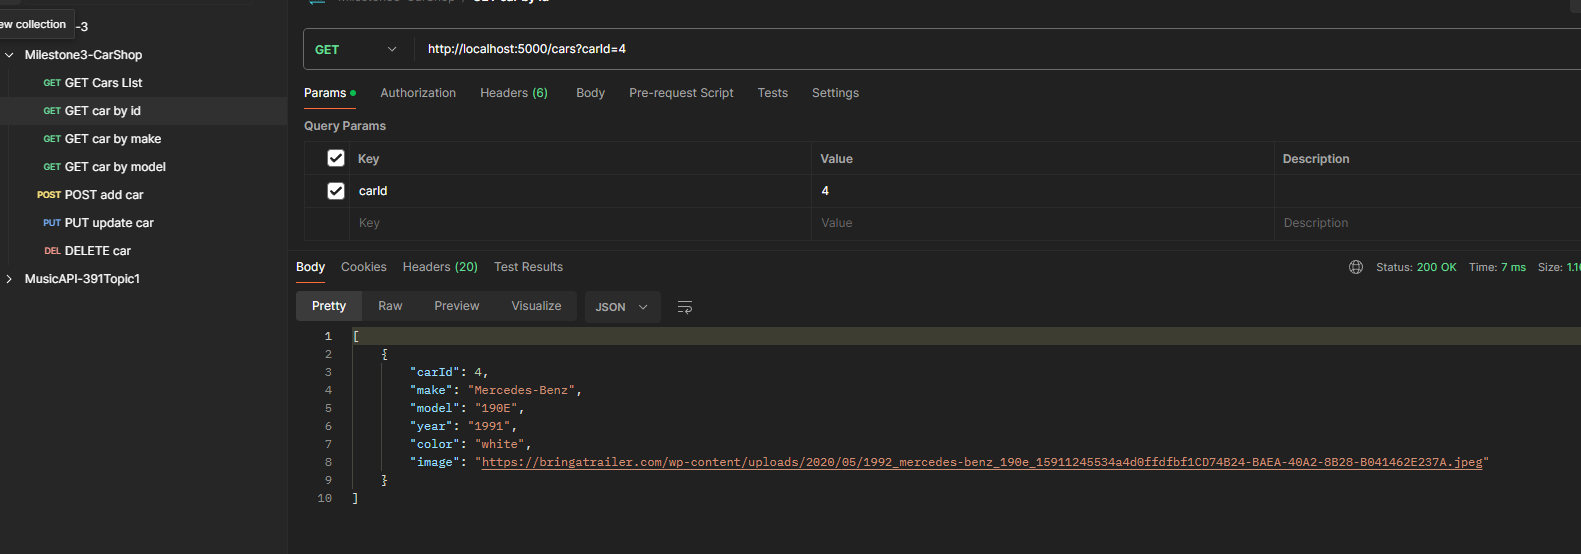 Milestone3-CarShop / GET car by id
ew collection
-3
Milestone3-CarShop
GET GET Cars LIst
GET GET car by id
GET GET car by make
GET GET car by model
POST POST add car
PUT PUT update car
DEL DELETE car
MusicAPI-391Topic1
GET http://localhost:5000/cars?carId=4
Params Authorization Headers (6) Body Pre-request Script Tests Settings
Query Params
Key Value Description
carId 4
Key Value Description
Body Cookies Headers (20) Test Results Status: 200 OK Time: 7 ms Size: 1.1
Pretty Raw Preview Visualize JSON
1 [
2 {
3 "carId": 4,
4 "make": "Mercedes-Benz",
5 "model": "190E",
6 "year": "1991",
7 "color": "white",
8 "image": "https://bringatrailer.com/wp-content/uploads/2020/05/1992_mercedes-benz_190e_15911245534a4d0ffdfbf1CD74B24-BAEA-40A2-8B28-B041462E237A.jpeg"
9 }
10 ]